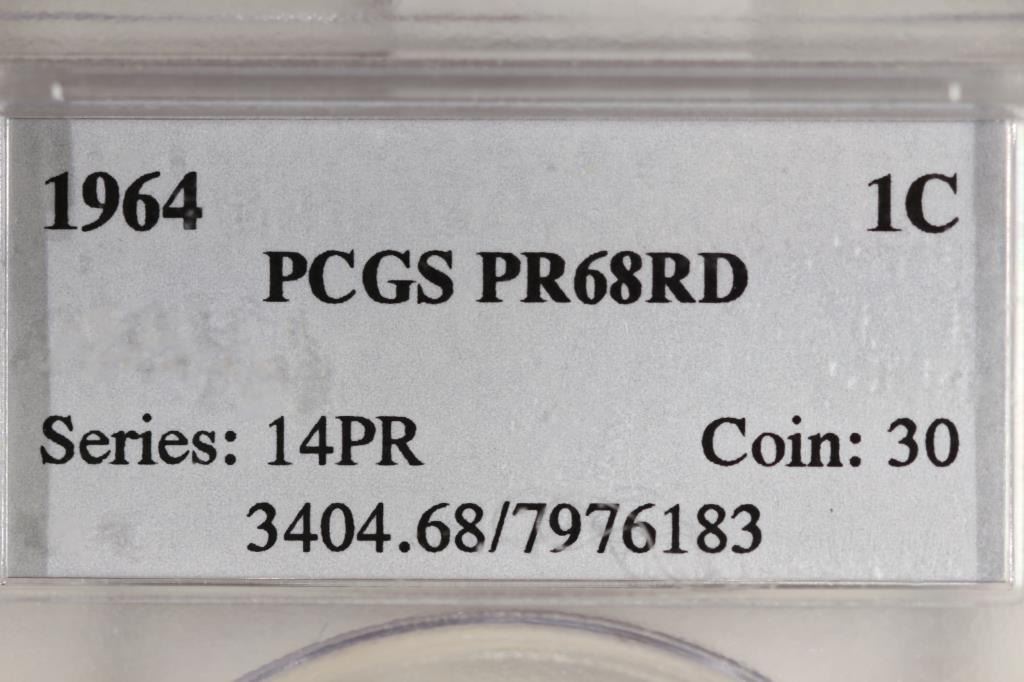 1964 1C
PCGS PR68RD
Series: 14PR Coin: 30
3404.68/7976183